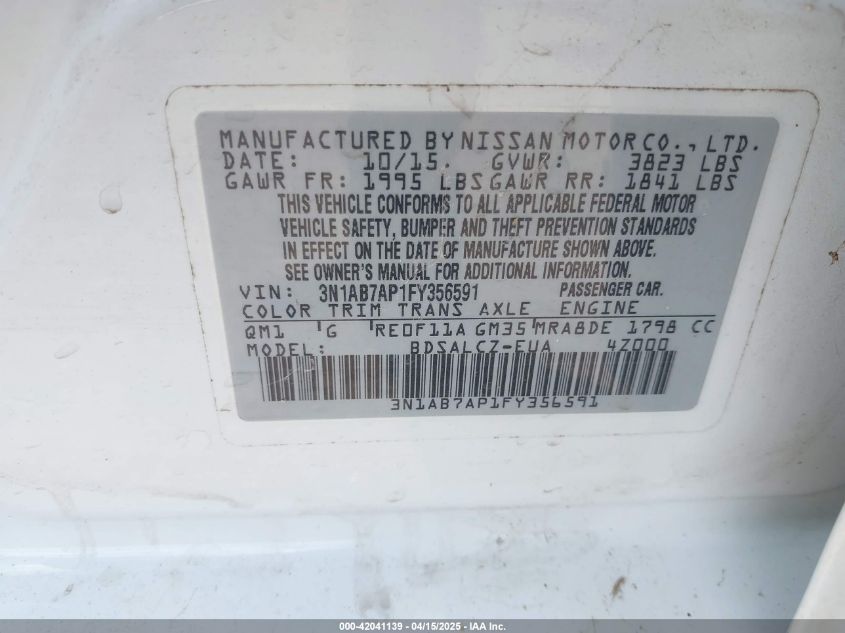 MANUFACTURED BY NISSAN MOTOR CO., LTD.
DATE: 10/15. GVWR: 3823 LBS
GAWR FR: 1995 LBS GAWR RR: 1841 LBS
THIS VEHICLE CONFORMS TO ALL APPLICABLE FEDERAL MOTOR
VEHICLE SAFETY, BUMPER AND THEFT PREVENTION STANDARDS
IN EFFECT ON THE DATE OF MANUFACTURE SHOWN ABOVE.
SEE OWNER'S MANUAL FOR ADDITIONAL INFORMATION.
VIN: 3N1AB7AP1FY356591 PASSENGER CAR.
COLOR TRIM TRANS AXLE ENGINE
QM1 G RE0F11A GM35 MRA8DE 1798 CC
MODEL: BDSALCZ-EUA 4Z000
3N1AB7AP1FY356591
000-42041139 - 04/15/2025 - IAA Inc.